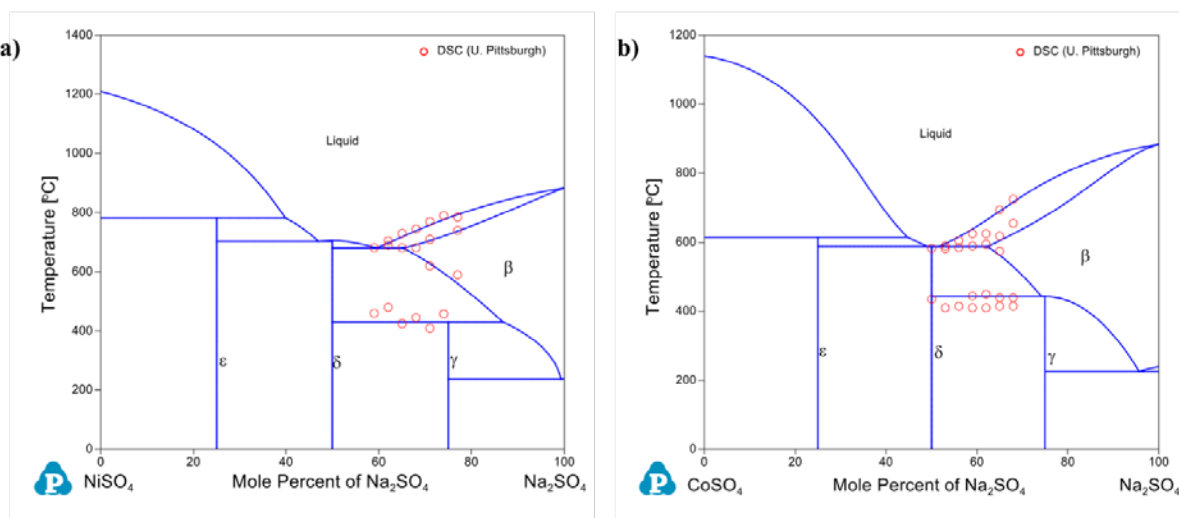 a)
1400
1200
1000
800
600
400
200
0
Temperature [°C]
DSC (U. Pittsburgh)
Liquid
β
ε
δ
γ
0
20
40
60
80
100
NiSO₄
Mole Percent of Na₂SO₄
Na₂SO₄
P
b)
1200
1000
800
600
400
200
0
Temperature [°C]
DSC (U. Pittsburgh)
Liquid
β
ε
δ
γ
0
20
40
60
80
100
CoSO₄
Mole Percent of Na₂SO₄
Na₂SO₄
P